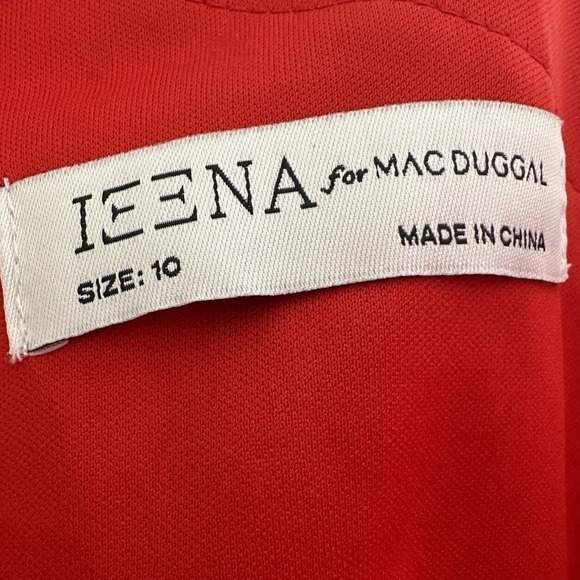 IEENA for MAC DUGGAL
SIZE: 10
MADE IN CHINA